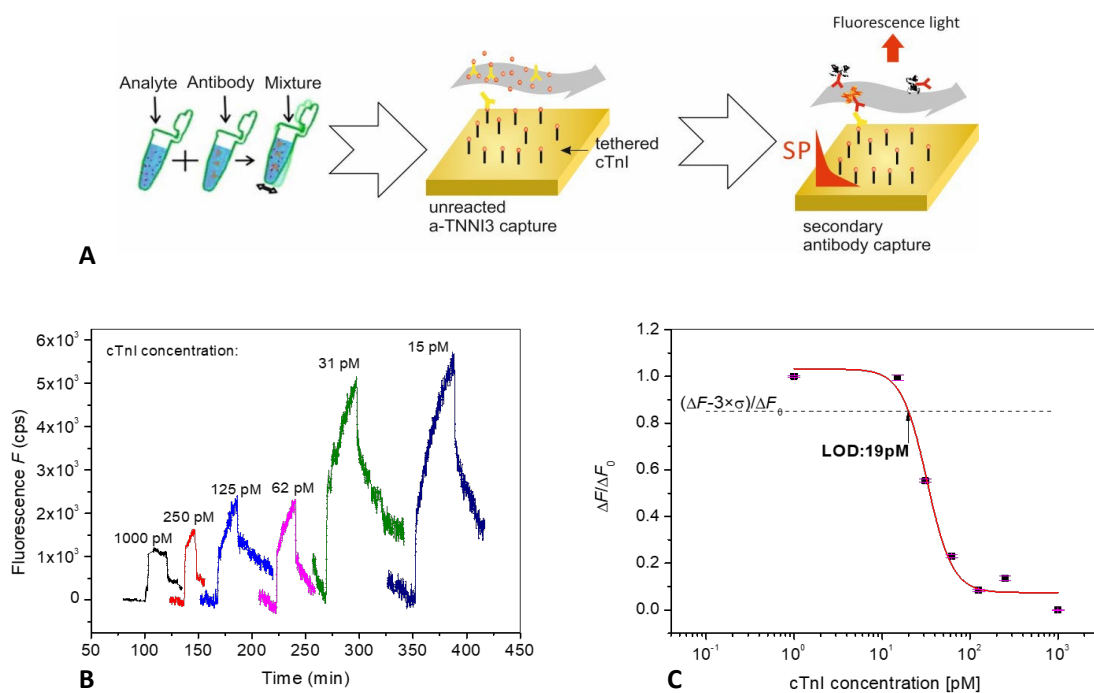 Fluorescence light
Analyte Antibody Mixture
tethered
cTnI
SP
unreacted
a-TNNI3 capture
secondary
antibody capture
A
6x10³
5x10³
4x10³
3x10³
2x10³
1x10³
0
Fluorescence F (cps)
cTnI concentration:
1000 pM
250 pM
125 pM
62 pM
31 pM
15 pM
50 100 150 200 250 300 350 400 450
Time (min)
B
1.2
1.0
0.8
0.6
0.4
0.2
0.0
ΔF/ΔF₀
(ΔF-3×σ)/ΔF₀
LOD:19pM
10⁻¹ 10⁰ 10¹ 10² 10³
cTnI concentration [pM]
C